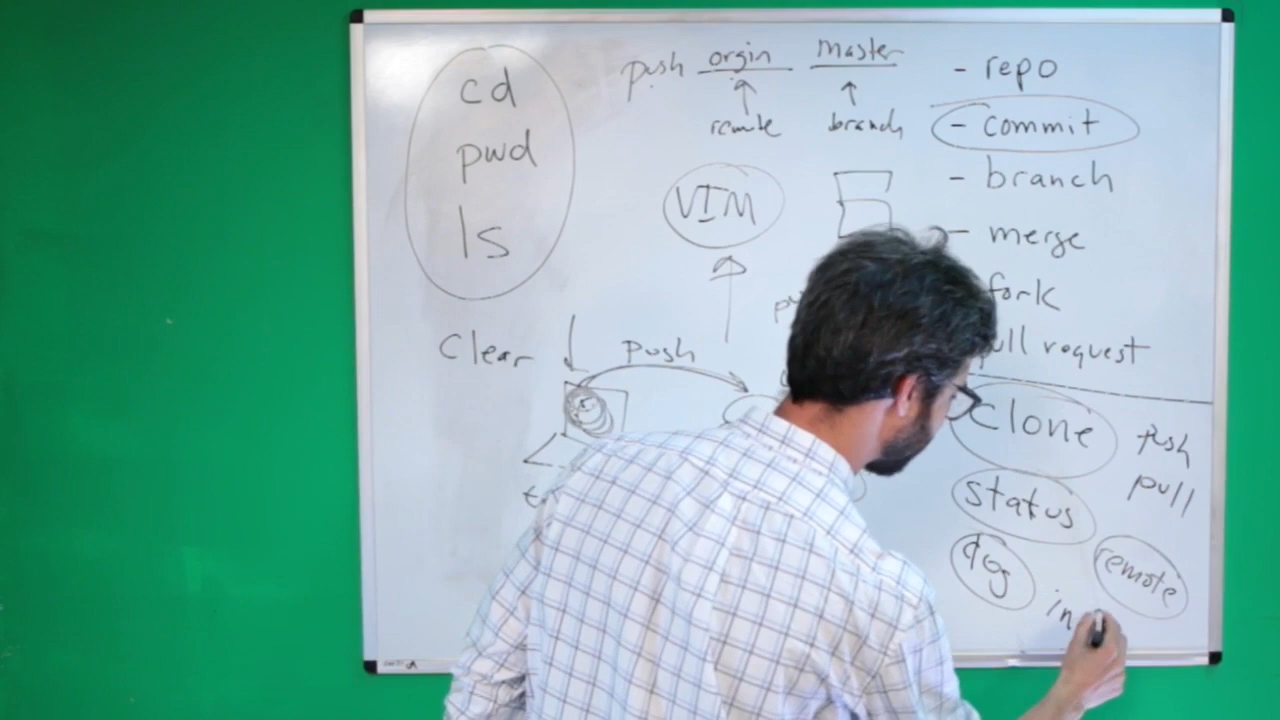 cd
pwd
ls
clear
push orgin master
remote branch
VIM
push
- repo
- commit
- branch
- merge
fork
pull request
clone
push
pull
status
remote
in